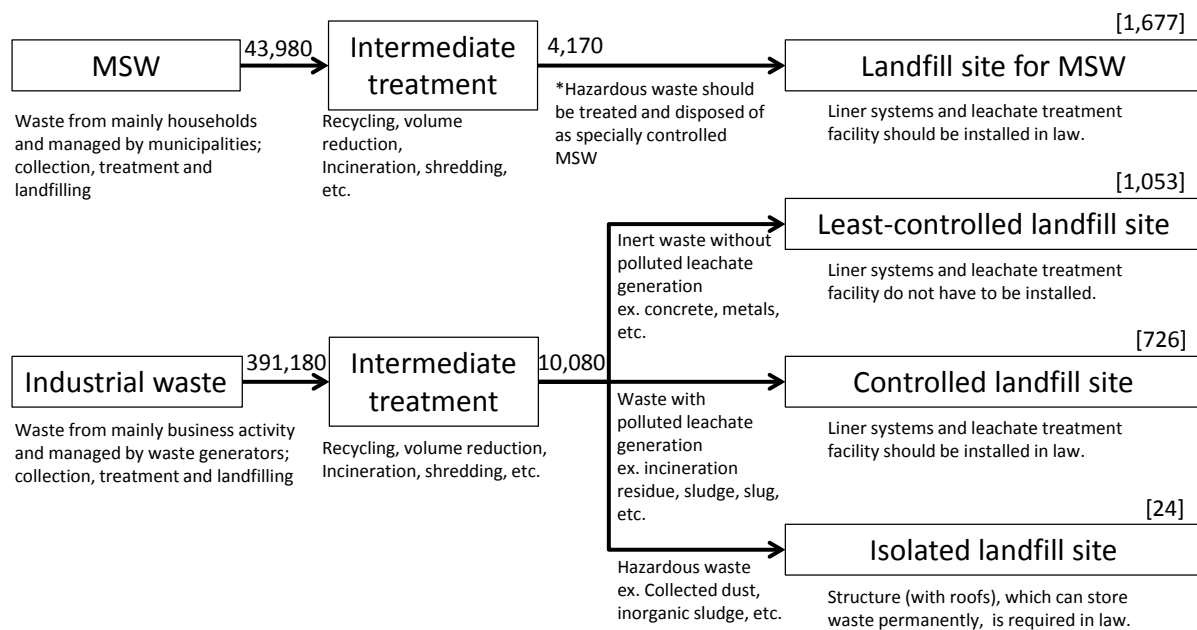 [1,677]
MSW
43,980
Intermediate
treatment
4,170
Landfill site for MSW
Waste from mainly households
and managed by municipalities;
collection, treatment and
landfilling
Recycling, volume
reduction,
Incineration, shredding,
etc.
*Hazardous waste should
be treated and disposed of
as specially controlled
MSW
Liner systems and leachate treatment
facility should be installed in law.
[1,053]
Least-controlled landfill site
Inert waste without
polluted leachate
generation
ex. concrete, metals,
etc.
Liner systems and leachate treatment
facility do not have to be installed.
[726]
Industrial waste
391,180
Intermediate
treatment
10,080
Controlled landfill site
Waste from mainly business activity
and managed by waste generators;
collection, treatment and landfilling
Recycling, volume reduction,
Incineration, shredding, etc.
Waste with
polluted leachate
generation
ex. incineration
residue, sludge, slug,
etc.
Liner systems and leachate treatment
facility should be installed in law.
[24]
Isolated landfill site
Hazardous waste
ex. Collected dust,
inorganic sludge, etc.
Structure (with roofs), which can store
waste permanently, is required in law.